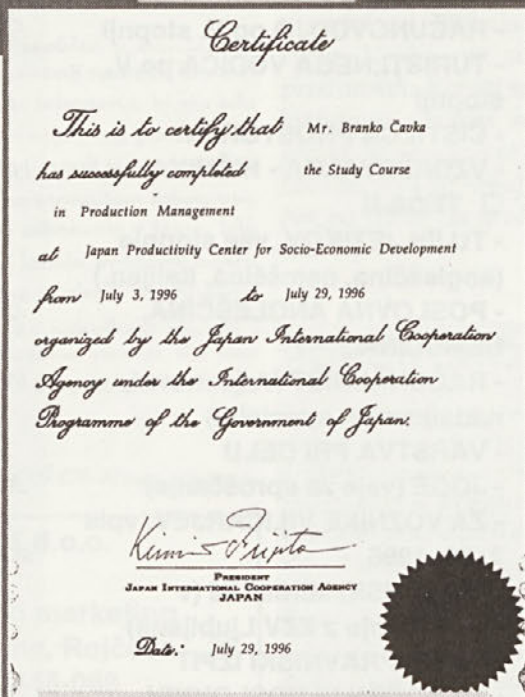 Certificate
This is to certify that Mr. Branko Čavka
has successfully completed the Study Course
in Production Management
at Japan Productivity Center for Socio-Economic Development
from July 3, 1996 to July 29, 1996
organized by the Japan International Cooperation
Agency under the International Cooperation
Programme of the Government of Japan.
PRESIDENT
JAPAN INTERNATIONAL COOPERATION AGENCY
JAPAN
Date: July 29, 1996